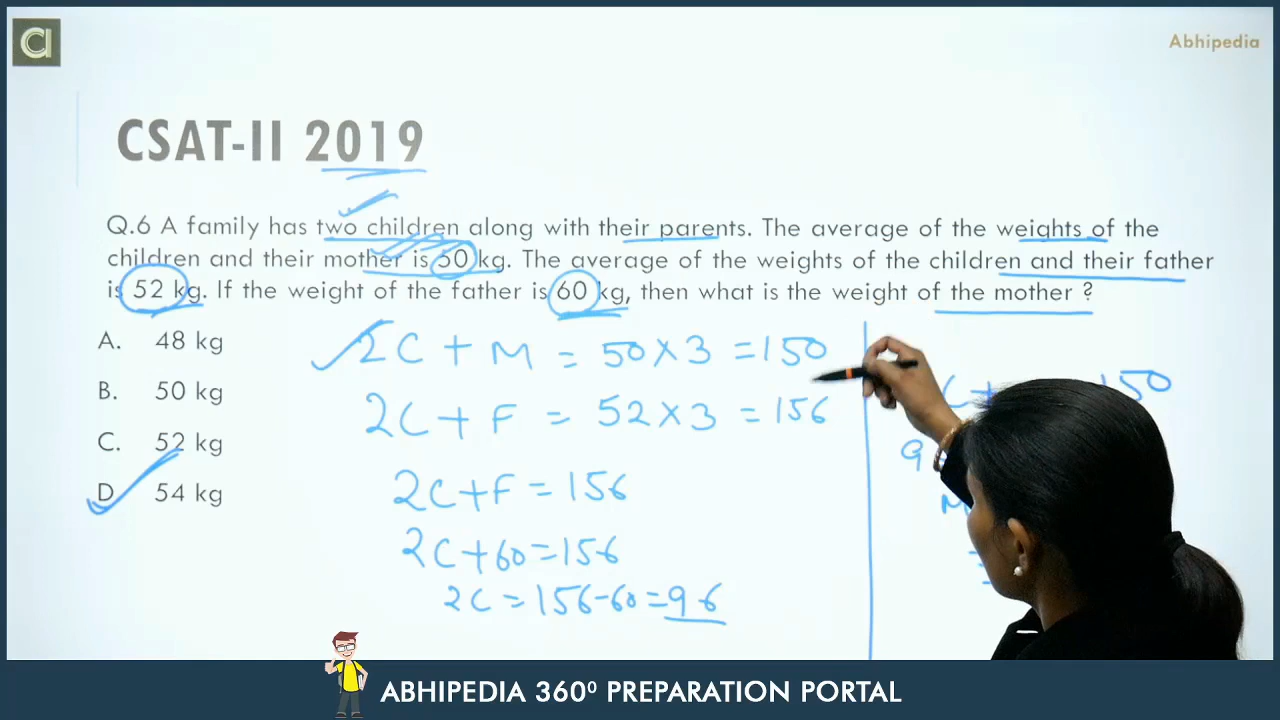 Abhipedia
CSAT-II 2019
Q.6 A family has two children along with their parents. The average of the weights of the
children and their mother is 50 kg. The average of the weights of the children and their father
is 52 kg. If the weight of the father is 60 kg, then what is the weight of the mother ?
A. 48 kg
B. 50 kg
C. 52 kg
D 54 kg
2C + M = 50 × 3 = 150
2C + F = 52 × 3 = 156
2C + F = 156
2C + 60 = 156
2C = 156 - 60 = 96
C + 150
9
M
ABHIPEDIA 360⁰ PREPARATION PORTAL